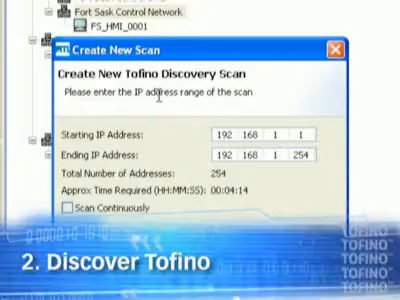 Fort Sask Control Network
FS_HMI_0001
Create New Scan
Create New Tofino Discovery Scan
Please enter the IP address range of the scan
Starting IP Address: 192 168 1 1
Ending IP Address: 192 168 1 254
Total Number of Addresses: 254
Approx Time Required (HH:MM:SS): 00:04:14
Scan Continuously
2. Discover Tofino
TOFINO
TOFINO
TOFINO
TOFINO
TOFINO